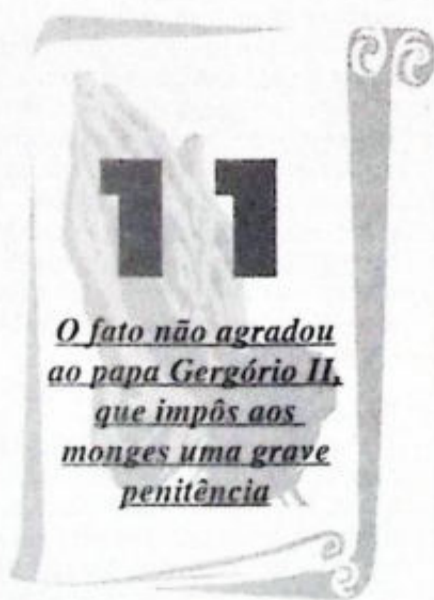 11
O fato não agradou
ao papa Gergório II,
que impôs aos
monges uma grave
penitência